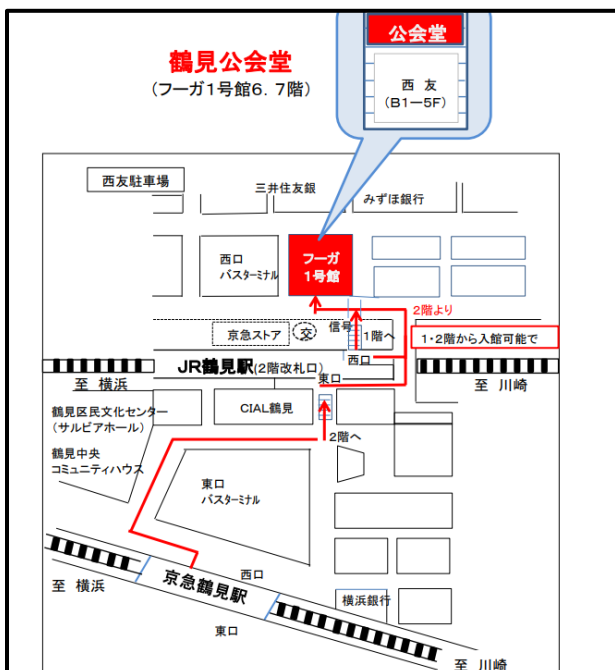 公会堂
鶴見公会堂
(フーガ1号館6.7階)
西友
(B1ー5F)
西友駐車場
三井住友銀
みずほ銀行
西口
バスターミナル
フーガ
1号館
2階より
京急ストア
交
信号
1階へ
1・2階から入館可能で
西口
JR鶴見駅(2階改札口)
至 横浜
東口
至 川崎
鶴見区民文化センター
(サルビアホール)
CIAL鶴見
2階へ
鶴見中央
コミュニティハウス
東口
バスターミナル
西口
京急鶴見駅
至 横浜
横浜銀行
東口
至 川崎